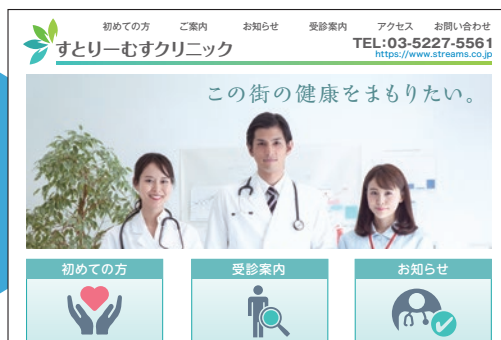 初めての方 ご案内 お知らせ 受診案内 アクセス お問い合わせ
すとりーむすクリニック
TEL:03-5227-5561
https://www.streams.co.jp
この街の健康をまもりたい。
初めての方 受診案内 お知らせ